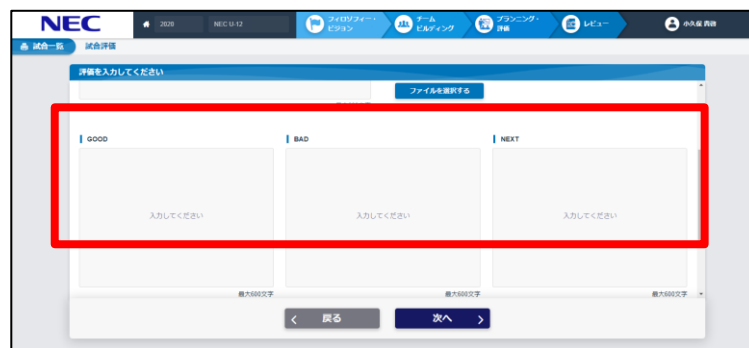 NEC
2020
NEC U-12
フィロソフィー・
ビジョン
チーム
ビルディング
プランニング・
評価
レビュー
試合一覧
試合評価
評価を入力してください
ファイルを選択する
GOOD
BAD
NEXT
入力してください
入力してください
入力してください
最大600文字
最大600文字
最大600文字
戻る
次へ